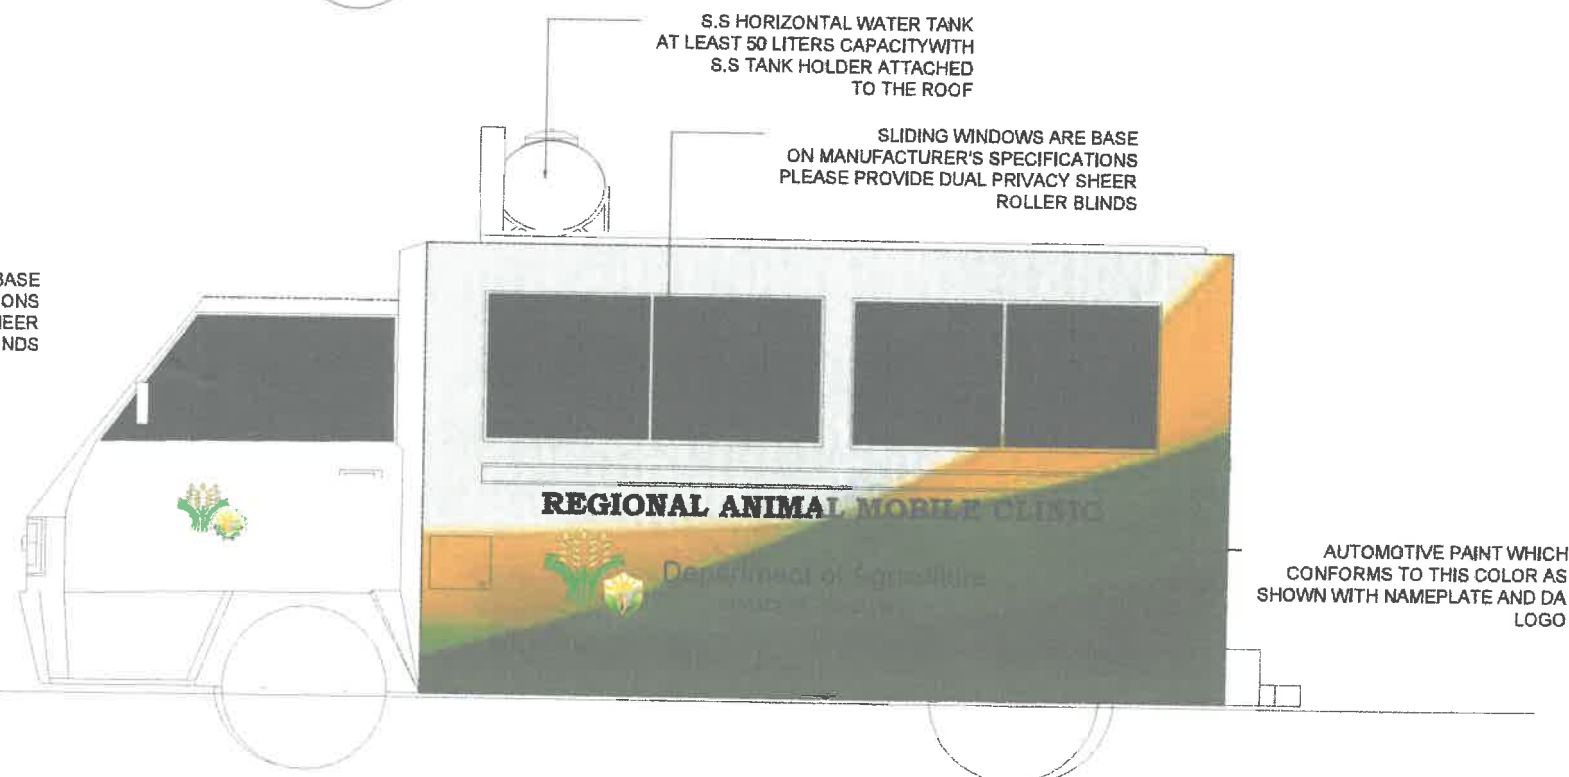 S.S HORIZONTAL WATER TANK
AT LEAST 50 LITERS CAPACITYWITH
S.S TANK HOLDER ATTACHED
TO THE ROOF
SLIDING WINDOWS ARE BASE
ON MANUFACTURER'S SPECIFICATIONS
PLEASE PROVIDE DUAL PRIVACY SHEER
ROLLER BLINDS
BASE
IONS
HEER
NDS
REGIONAL ANIMAL MOBILE CLINIC
Department of Agriculture
AUTOMOTIVE PAINT WHICH
CONFORMS TO THIS COLOR AS
SHOWN WITH NAMEPLATE AND DA
LOGO